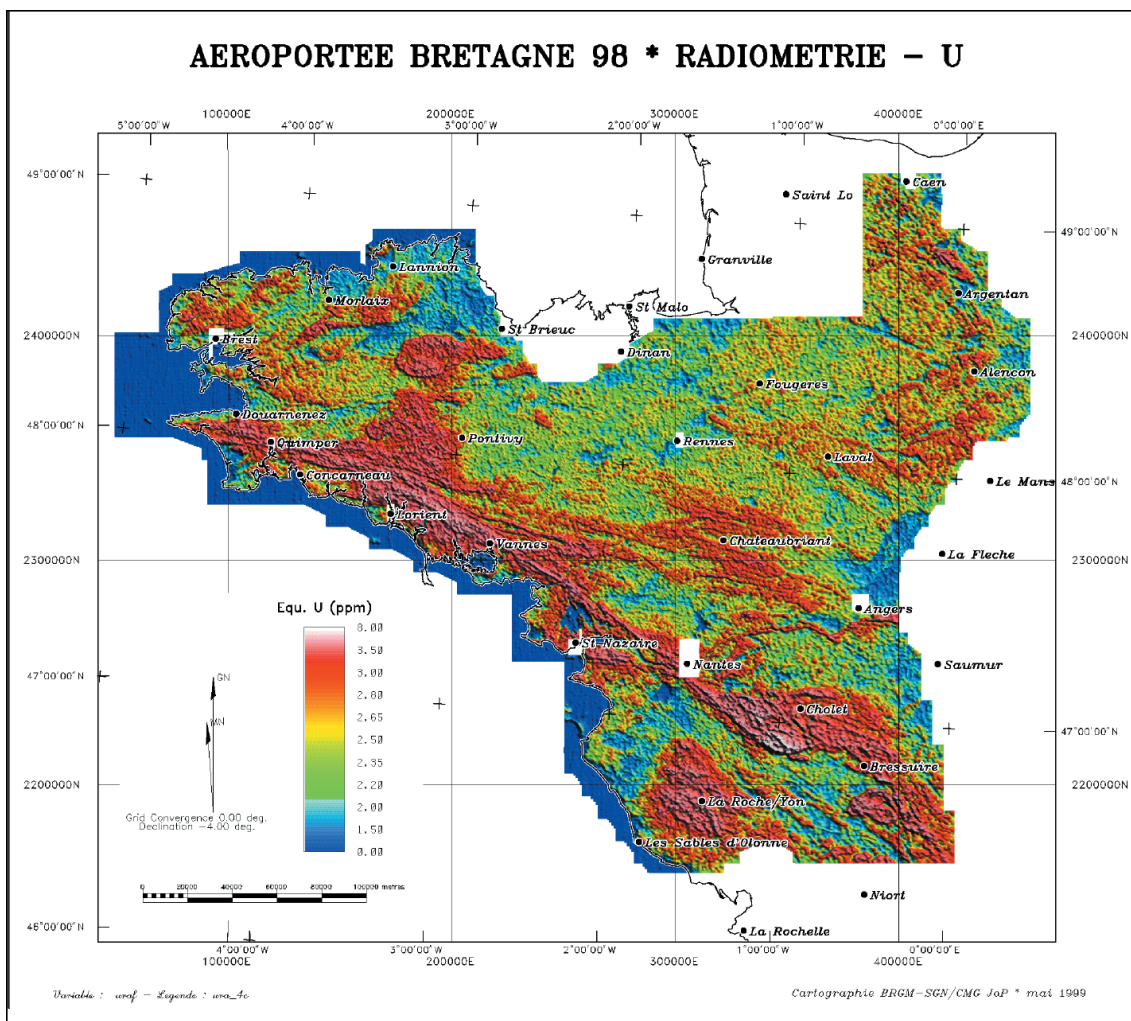 AEROPORTEE BRETAGNE 98 * RADIOMETRIE - U
100000E 200000E 300000E 400000E
5°00'00"W 4°00'00"W 3°00'00"W 2°00'00"W 1°00'00"W 0°00'00"E
49°00'00"N
Caen
Saint Lo
49°00'00"N
Granville
Lannion
Argentan
Morlaix
St Malo
2400000N
St Brieuc
2400000N
Brest
Dinan
Alencon
Fougeres
Douarnenez
48°00'00"N
Quimper
Pontivy
Rennes
Laval
Concarneau
Le Mans
48°00'00"N
Lorient
Vannes
Chateaubriant
2300000N
La Fleche
2300000N
Equ. U (ppm)
Angers
8.00
St Nazaire
3.50
Nantes
Saumur
3.00
47°00'00"N
2.80
GN
2.65
Cholet
MN
2.50
47°00'00"N
2.35
Bressuire
2.20
2200000N
2200000N
2.00
La Roche/Yon
Grid Convergence 0.00 deg.
Declination -4.00 deg.
1.50
0.00
Les Sables d'Olonne
0 20000 40000 60000 80000 100000 metres
Niort
46°00'00"N
La Rochelle
46°00'00"N
4°00'00"W 3°00'00"W 2°00'00"W 1°00'00"W 0°00'00"E
100000E 200000E 300000E 400000E
Variable : uraf - Legende : ura_4c
Cartographie BRGM-SGN/CMG JoP * mai 1999